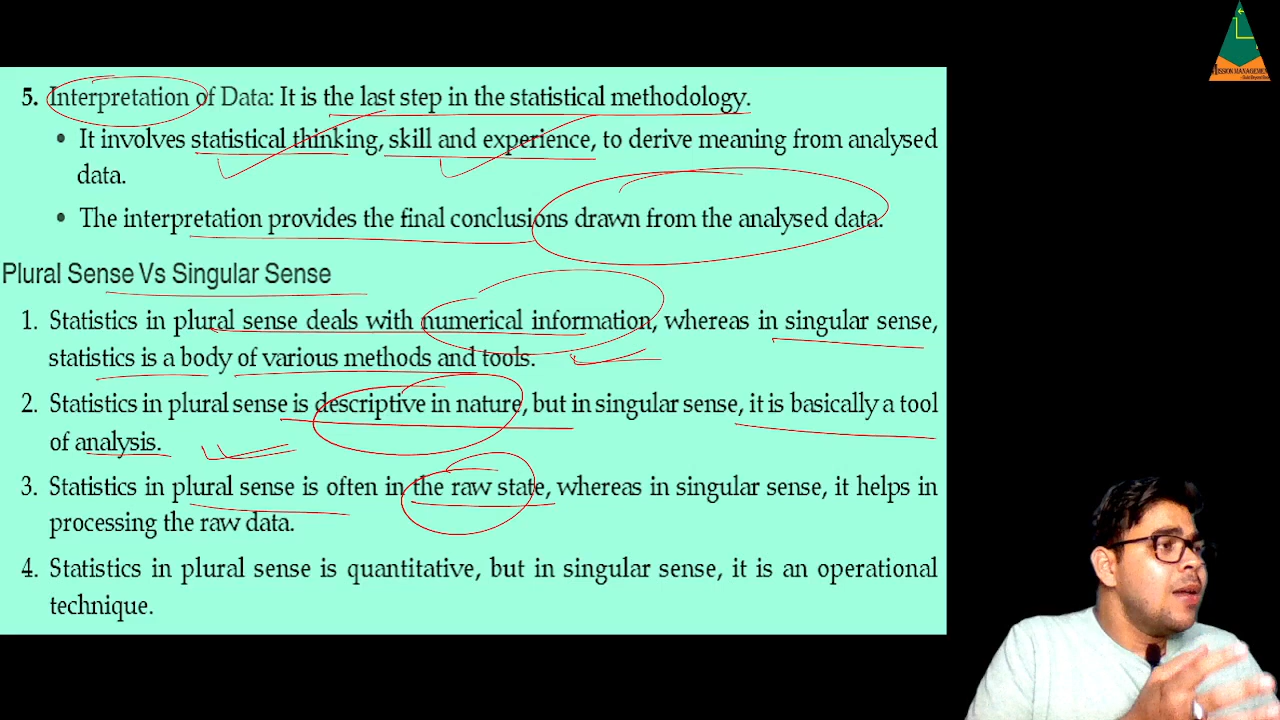 5. Interpretation of Data: It is the last step in the statistical methodology.
• It involves statistical thinking, skill and experience, to derive meaning from analysed
data.
• The interpretation provides the final conclusions drawn from the analysed data.
Plural Sense Vs Singular Sense
1. Statistics in plural sense deals with numerical information, whereas in singular sense,
statistics is a body of various methods and tools.
2. Statistics in plural sense is descriptive in nature, but in singular sense, it is basically a tool
of analysis.
3. Statistics in plural sense is often in the raw state, whereas in singular sense, it helps in
processing the raw data.
4. Statistics in plural sense is quantitative, but in singular sense, it is an operational
technique.
MISSION MANAGEMENT